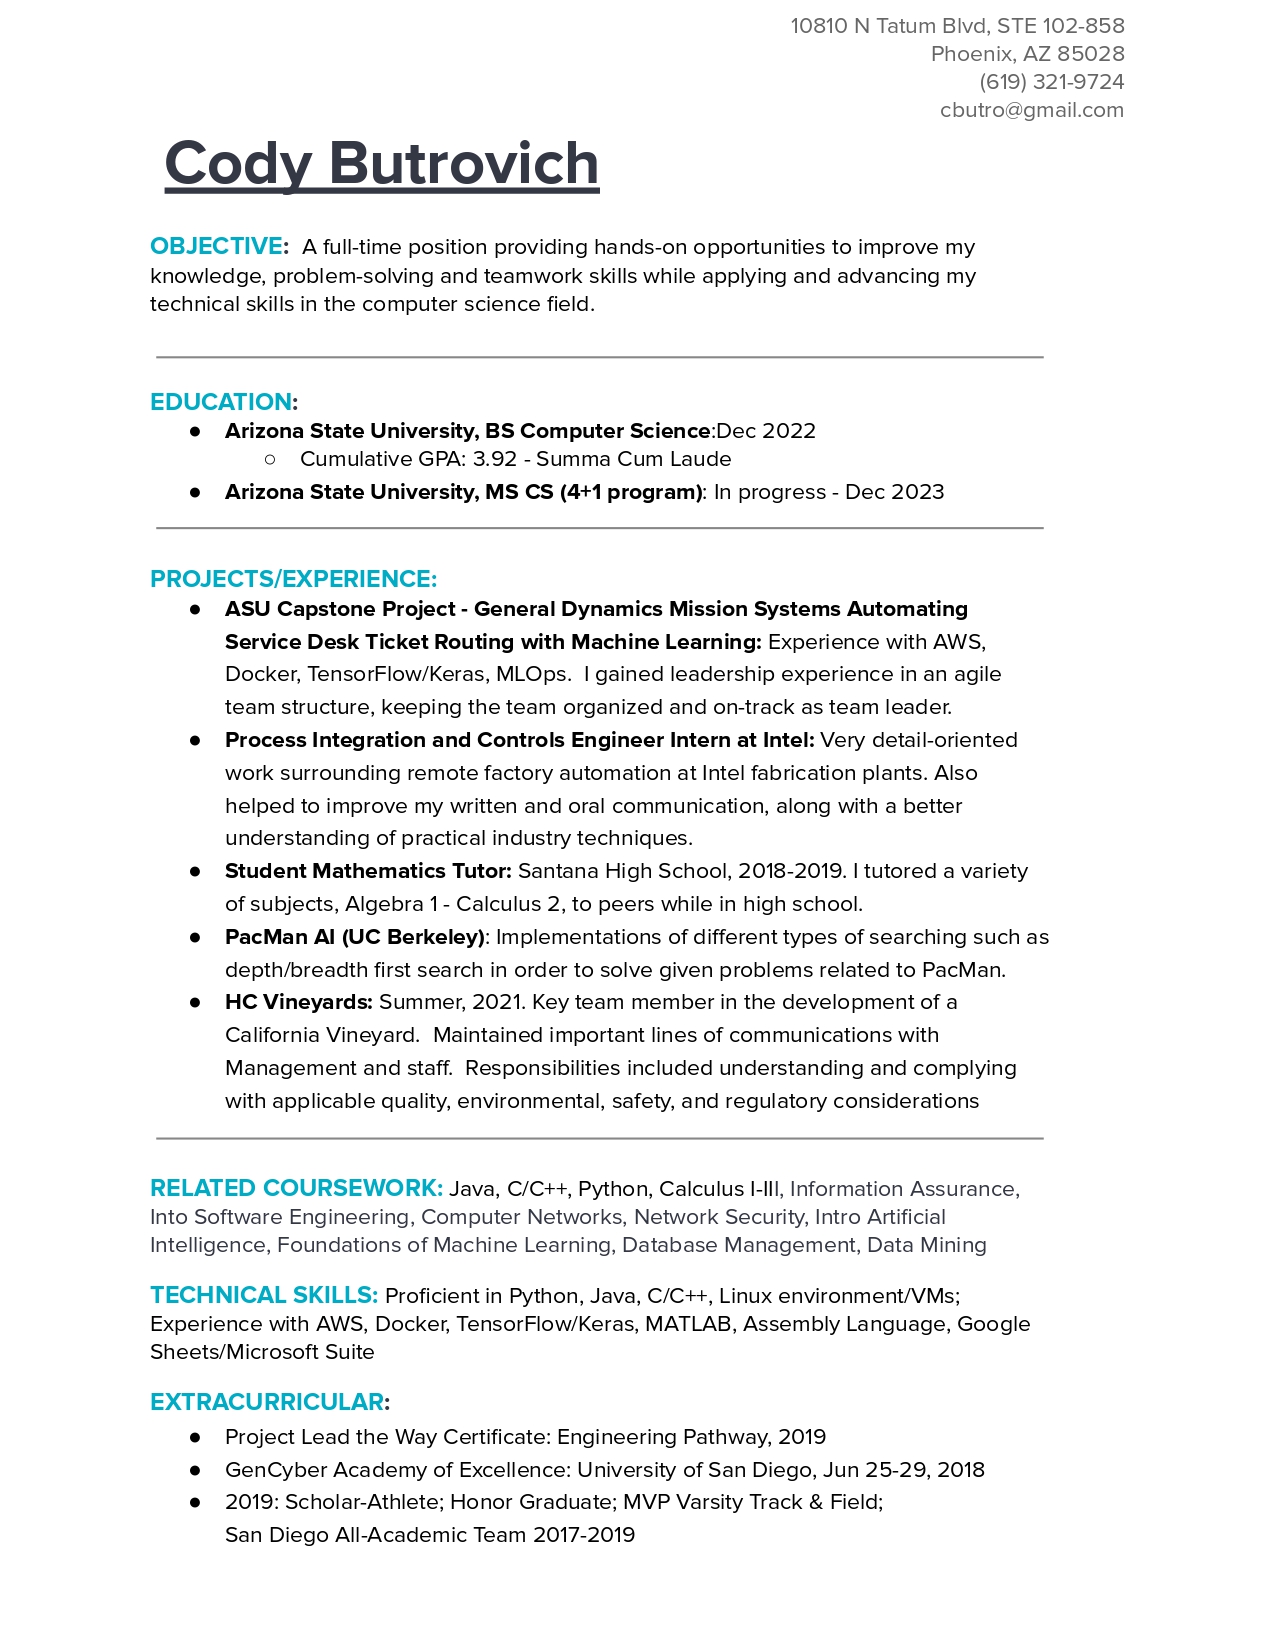 10810 N Tatum Blvd, STE 102-858
Phoenix, AZ 85028
(619) 321-9724
cbutro@gmail.com
Cody Butrovich
OBJECTIVE:  A full-time position providing hands-on opportunities to improve my
knowledge, problem-solving and teamwork skills while applying and advancing my
technical skills in the computer science field.
EDUCATION:
● Arizona State University, BS Computer Science:Dec 2022
○ Cumulative GPA: 3.92 - Summa Cum Laude
● Arizona State University, MS CS (4+1 program): In progress - Dec 2023
PROJECTS/EXPERIENCE:
● ASU Capstone Project - General Dynamics Mission Systems Automating
Service Desk Ticket Routing with Machine Learning: Experience with AWS,
Docker, TensorFlow/Keras, MLOps.  I gained leadership experience in an agile
team structure, keeping the team organized and on-track as team leader.
● Process Integration and Controls Engineer Intern at Intel: Very detail-oriented
work surrounding remote factory automation at Intel fabrication plants. Also
helped to improve my written and oral communication, along with a better
understanding of practical industry techniques.
● Student Mathematics Tutor: Santana High School, 2018-2019. I tutored a variety
of subjects, Algebra 1 - Calculus 2, to peers while in high school.
● PacMan AI (UC Berkeley): Implementations of different types of searching such as
depth/breadth first search in order to solve given problems related to PacMan.
● HC Vineyards: Summer, 2021. Key team member in the development of a
California Vineyard.  Maintained important lines of communications with
Management and staff.  Responsibilities included understanding and complying
with applicable quality, environmental, safety, and regulatory considerations
RELATED COURSEWORK: Java, C/C++, Python, Calculus I-III, Information Assurance,
Into Software Engineering, Computer Networks, Network Security, Intro Artificial
Intelligence, Foundations of Machine Learning, Database Management, Data Mining
TECHNICAL SKILLS: Proficient in Python, Java, C/C++, Linux environment/VMs;
Experience with AWS, Docker, TensorFlow/Keras, MATLAB, Assembly Language, Google
Sheets/Microsoft Suite
EXTRACURRICULAR:
● Project Lead the Way Certificate: Engineering Pathway, 2019
● GenCyber Academy of Excellence: University of San Diego, Jun 25-29, 2018
● 2019: Scholar-Athlete; Honor Graduate; MVP Varsity Track & Field;
San Diego All-Academic Team 2017-2019